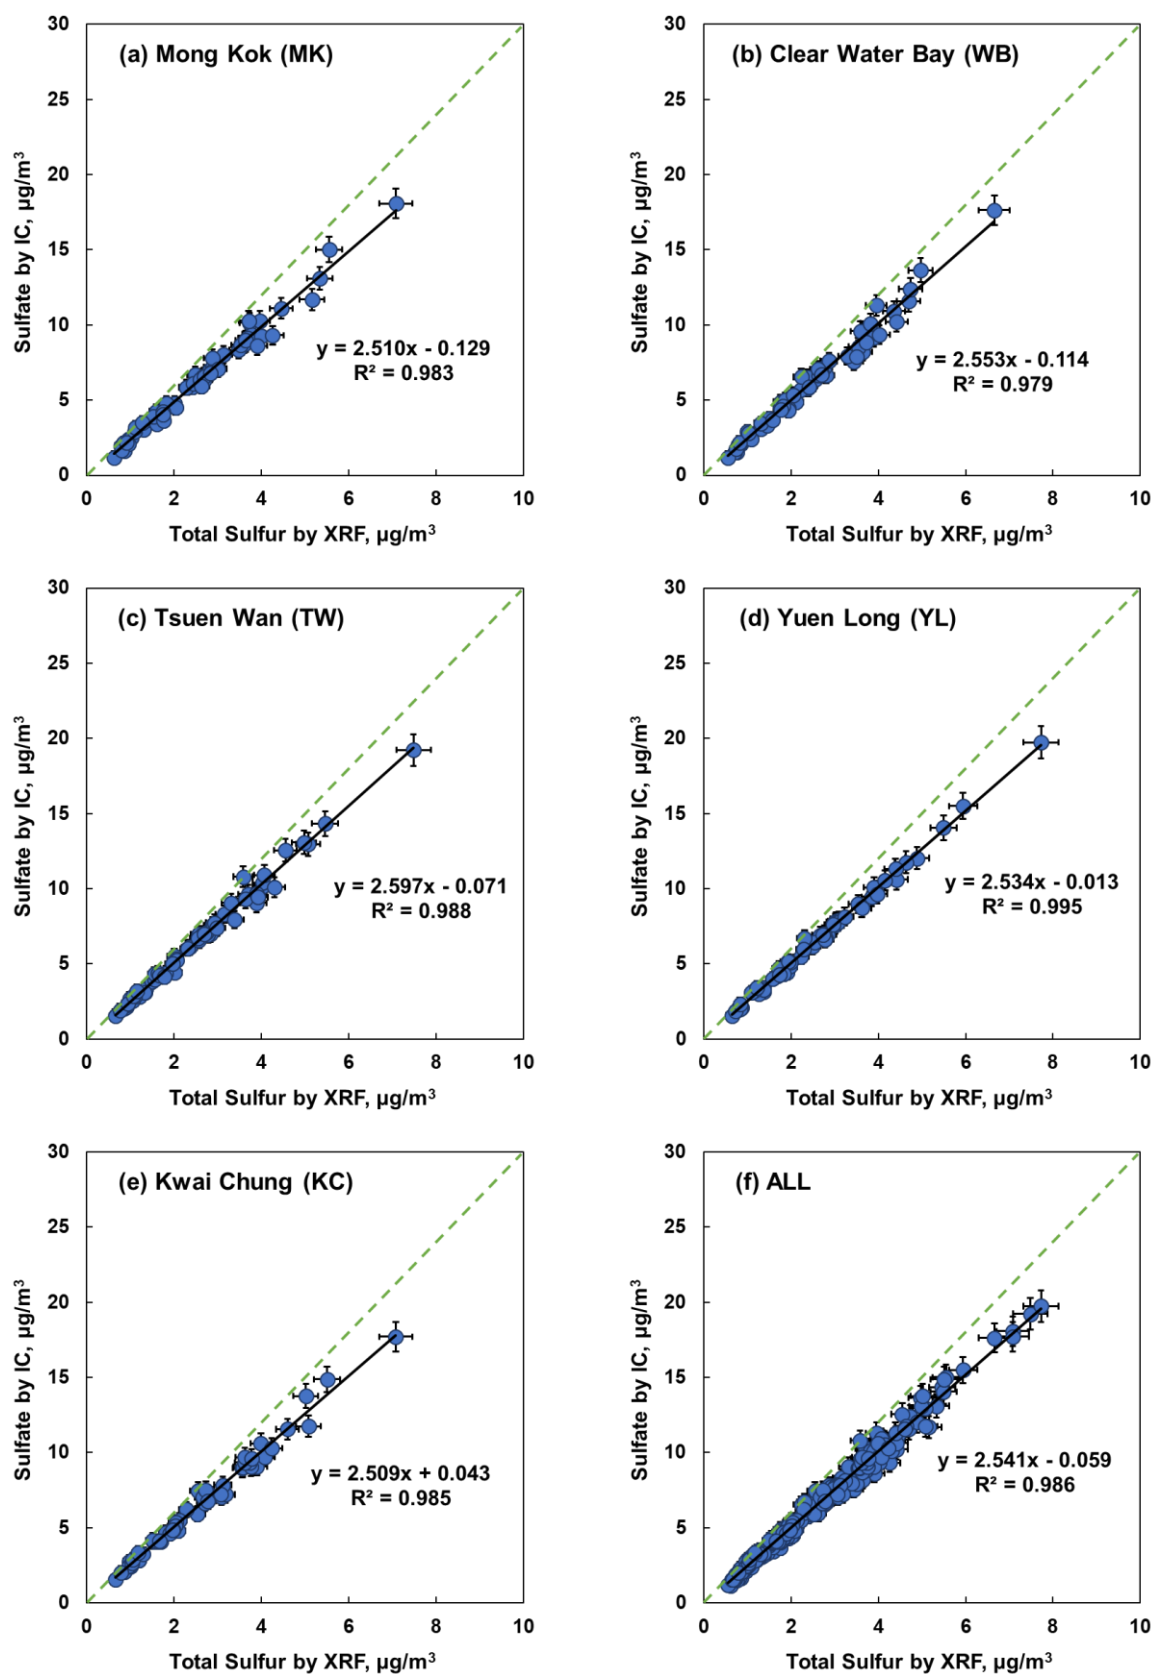 (a) Mong Kok (MK)
30
25
20
15
10
5
0
Sulfate by IC, µg/m³
y = 2.510x - 0.129
R² = 0.983
0 2 4 6 8 10
Total Sulfur by XRF, µg/m³
(b) Clear Water Bay (WB)
30
25
20
15
10
5
0
Sulfate by IC, µg/m³
y = 2.553x - 0.114
R² = 0.979
0 2 4 6 8 10
Total Sulfur by XRF, µg/m³
(c) Tsuen Wan (TW)
30
25
20
15
10
5
0
Sulfate by IC, µg/m³
y = 2.597x - 0.071
R² = 0.988
0 2 4 6 8 10
Total Sulfur by XRF, µg/m³
(d) Yuen Long (YL)
30
25
20
15
10
5
0
Sulfate by IC, µg/m³
y = 2.534x - 0.013
R² = 0.995
0 2 4 6 8 10
Total Sulfur by XRF, µg/m³
(e) Kwai Chung (KC)
30
25
20
15
10
5
0
Sulfate by IC, µg/m³
y = 2.509x + 0.043
R² = 0.985
0 2 4 6 8 10
Total Sulfur by XRF, µg/m³
(f) ALL
30
25
20
15
10
5
0
Sulfate by IC, µg/m³
y = 2.541x - 0.059
R² = 0.986
0 2 4 6 8 10
Total Sulfur by XRF, µg/m³